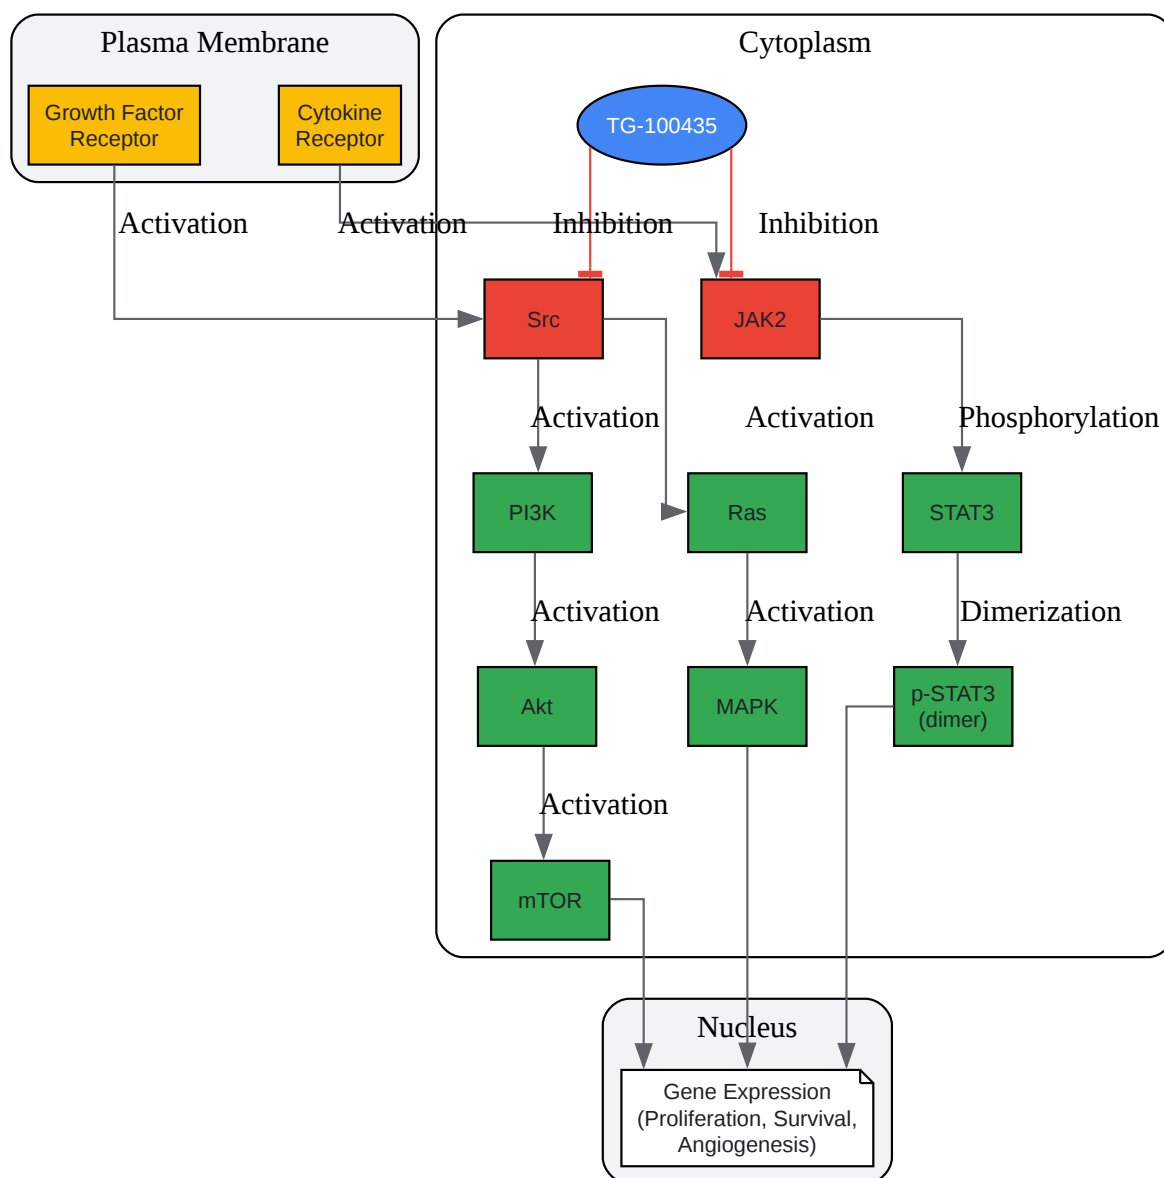 Plasma Membrane
Cytoplasm
Growth Factor
Receptor
Cytokine
Receptor
TG-100435
Activation
Activation
Inhibition
Inhibition
Src
JAK2
Activation
Activation
Phosphorylation
PI3K
Ras
STAT3
Activation
Activation
Dimerization
Akt
MAPK
p-STAT3
(dimer)
Activation
mTOR
Nucleus
Gene Expression
(Proliferation, Survival,
Angiogenesis)